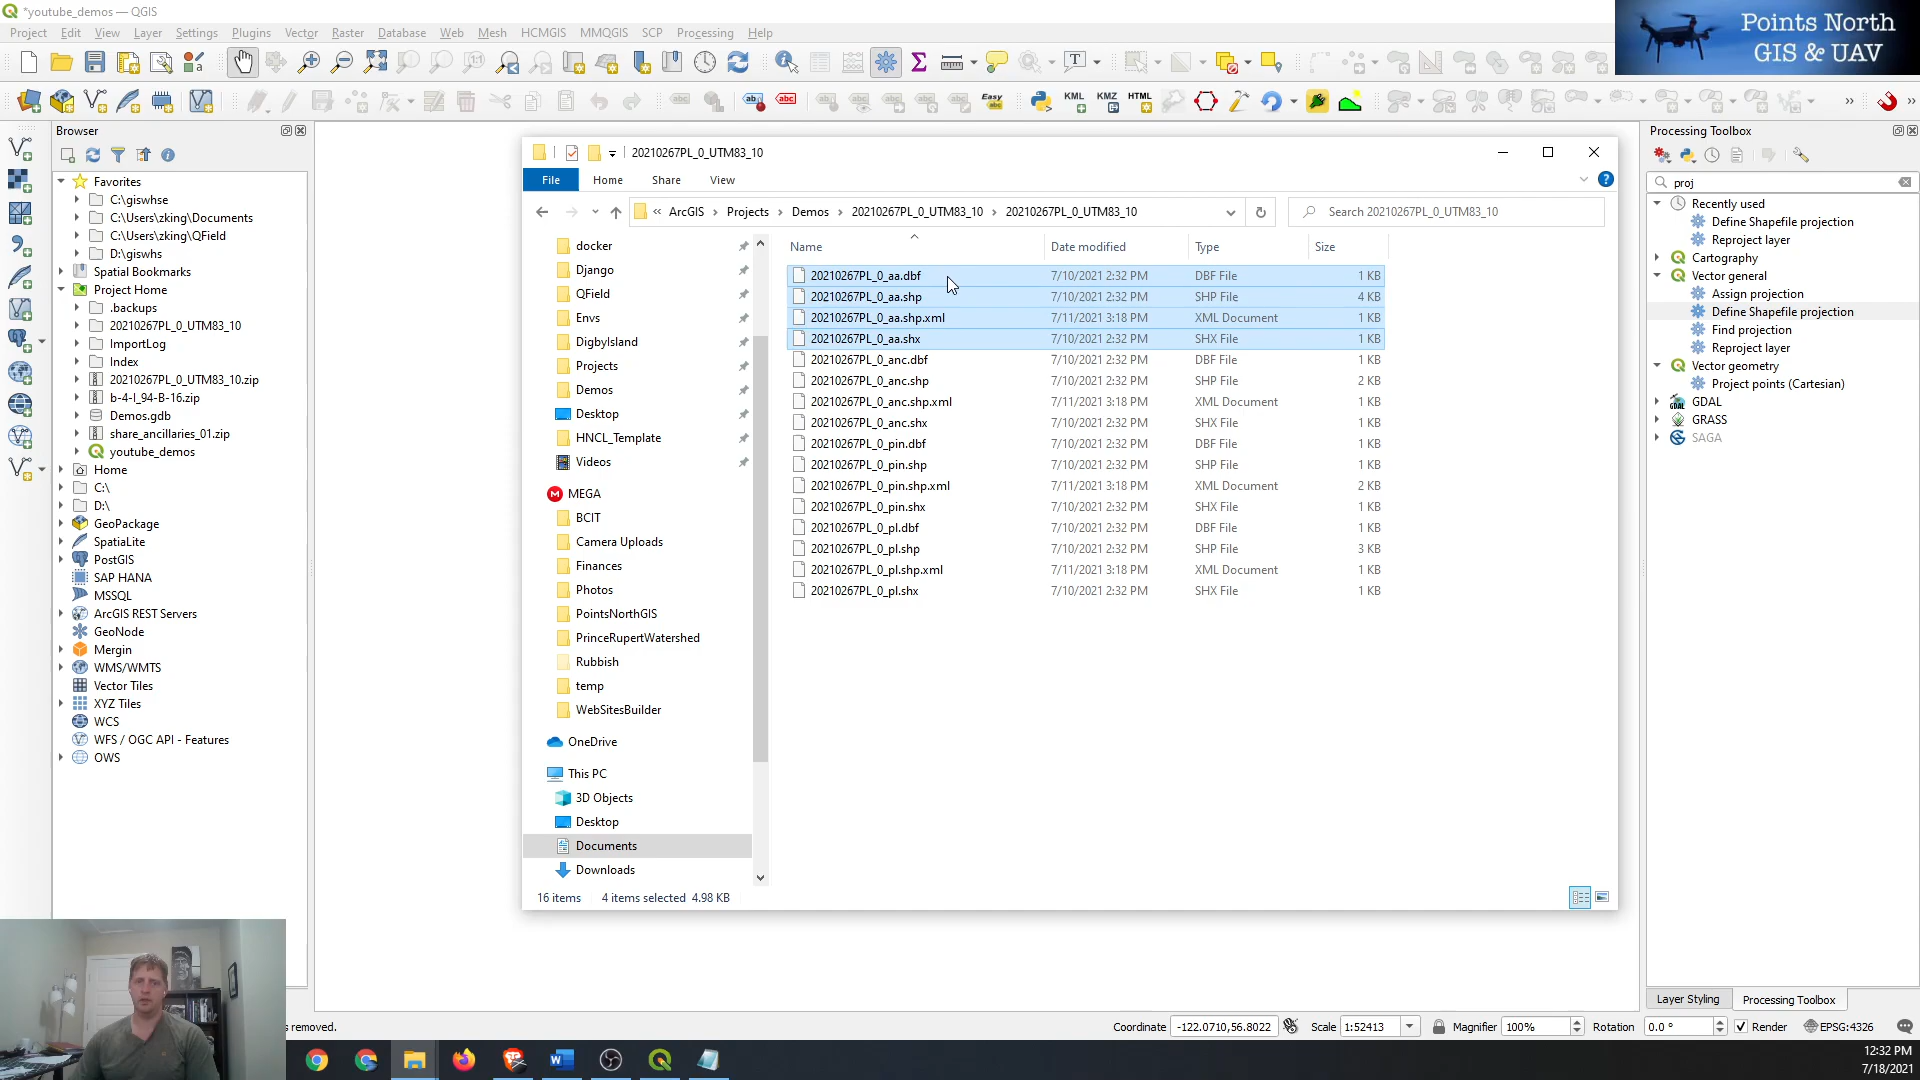 *youtube_demos — QGIS
Points North
GIS & UAV
Project Edit View Layer Settings Plugins Vector Raster Database Web Mesh HCMGIS MMQGIS SCP Processing Help
Browser
Favorites
C:\giswhse
C:\Users\zking\Documents
C:\Users\zking\QField
D:\giswhs
Spatial Bookmarks
Project Home
.backups
20210267PL_0_UTM83_10
ImportLog
Index
20210267PL_0_UTM83_10.zip
b-4-I_94-B-16.zip
Demos.gdb
share_ancillaries_01.zip
youtube_demos
Home
C:\
D:\
GeoPackage
SpatiaLite
PostGIS
SAP HANA
MSSQL
ArcGIS REST Servers
GeoNode
Mergin
WMS/WMTS
Vector Tiles
XYZ Tiles
WCS
WFS / OGC API - Features
OWS
20210267PL_0_UTM83_10
File Home Share View
« ArcGIS › Projects › Demos › 20210267PL_0_UTM83_10 › 20210267PL_0_UTM83_10
Search 20210267PL_0_UTM83_10
docker
Django
QField
Envs
DigbyIsland
Projects
Demos
Desktop
HNCL_Template
Videos
MEGA
BCIT
Camera Uploads
Finances
Photos
PointsNorthGIS
PrinceRupertWatershed
Rubbish
temp
WebSitesBuilder
OneDrive
This PC
3D Objects
Desktop
Documents
Downloads
Name Date modified Type Size
20210267PL_0_aa.dbf 7/10/2021 2:32 PM DBF File 1 KB
20210267PL_0_aa.shp 7/10/2021 2:32 PM SHP File 4 KB
20210267PL_0_aa.shp.xml 7/11/2021 3:18 PM XML Document 1 KB
20210267PL_0_aa.shx 7/10/2021 2:32 PM SHX File 1 KB
20210267PL_0_anc.dbf 7/10/2021 2:32 PM DBF File 1 KB
20210267PL_0_anc.shp 7/10/2021 2:32 PM SHP File 2 KB
20210267PL_0_anc.shp.xml 7/11/2021 3:18 PM XML Document 1 KB
20210267PL_0_anc.shx 7/10/2021 2:32 PM SHX File 1 KB
20210267PL_0_pin.dbf 7/10/2021 2:32 PM DBF File 1 KB
20210267PL_0_pin.shp 7/10/2021 2:32 PM SHP File 1 KB
20210267PL_0_pin.shp.xml 7/11/2021 3:18 PM XML Document 2 KB
20210267PL_0_pin.shx 7/10/2021 2:32 PM SHX File 1 KB
20210267PL_0_pl.dbf 7/10/2021 2:32 PM DBF File 1 KB
20210267PL_0_pl.shp 7/10/2021 2:32 PM SHP File 3 KB
20210267PL_0_pl.shp.xml 7/11/2021 3:18 PM XML Document 1 KB
20210267PL_0_pl.shx 7/10/2021 2:32 PM SHX File 1 KB
16 items 4 items selected 4.98 KB
Processing Toolbox
proj
Recently used
Define Shapefile projection
Reproject layer
Cartography
Vector general
Assign projection
Define Shapefile projection
Find projection
Reproject layer
Vector geometry
Project points (Cartesian)
GDAL
GRASS
SAGA
Layer Styling Processing Toolbox
removed. Coordinate -122.0710,56.8022 Scale 1:52413 Magnifier 100% Rotation 0.0 ° Render EPSG:4326
12:32 PM
7/18/2021